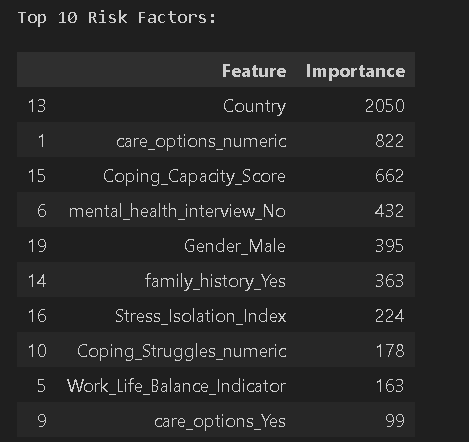 Top 10 Risk Factors:
Feature Importance
13 Country 2050
1 care_options_numeric 822
15 Coping_Capacity_Score 662
6 mental_health_interview_No 432
19 Gender_Male 395
14 family_history_Yes 363
16 Stress_Isolation_Index 224
10 Coping_Struggles_numeric 178
5 Work_Life_Balance_Indicator 163
9 care_options_Yes 99